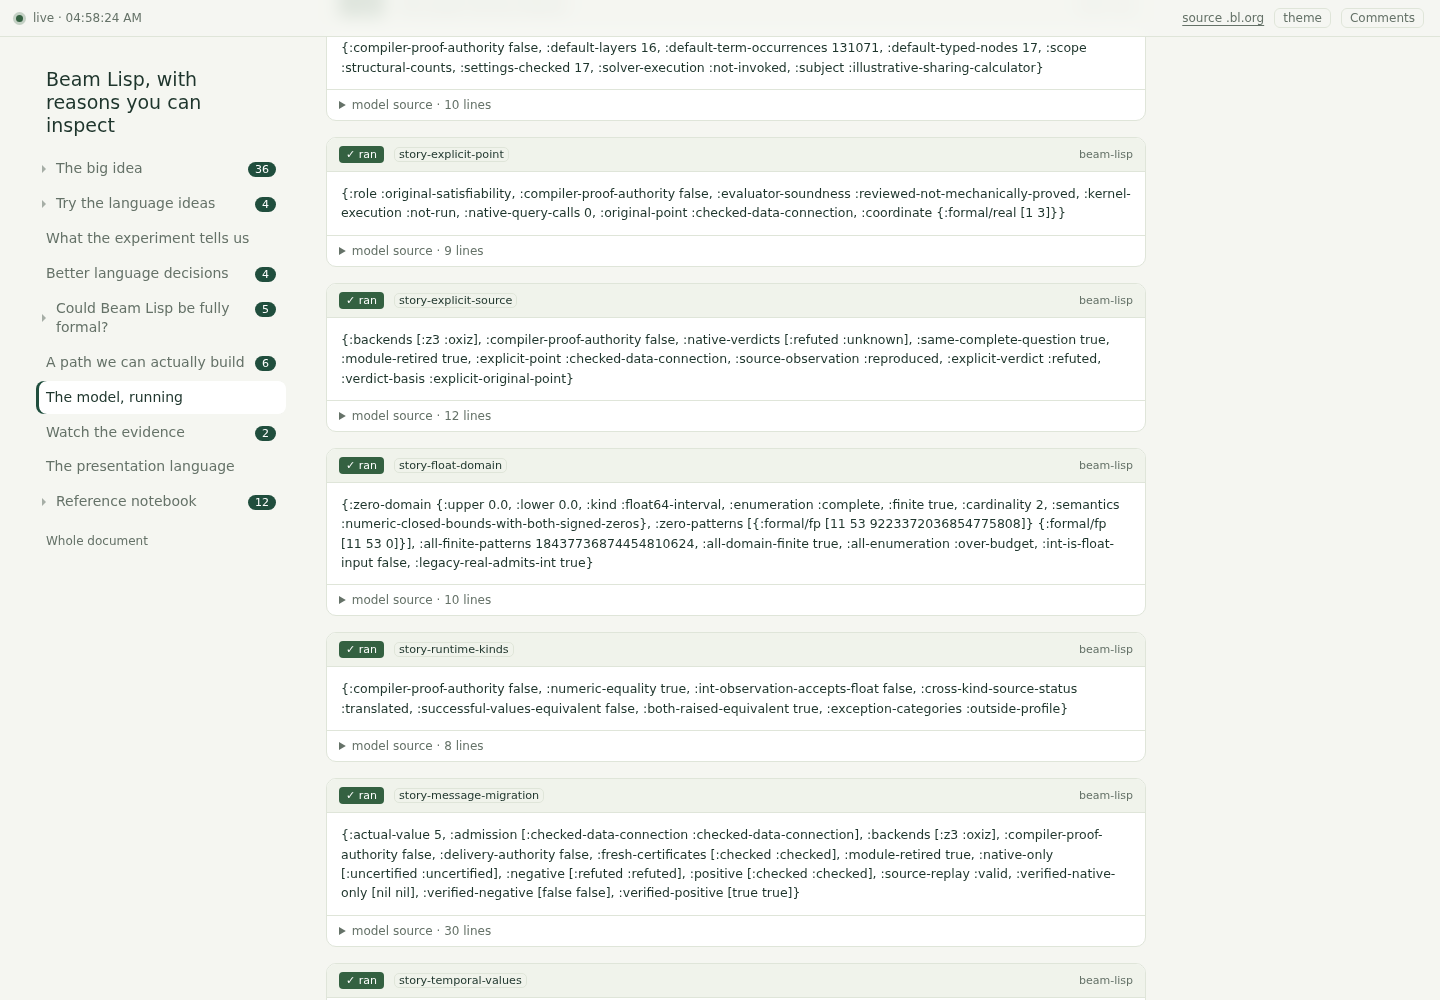 live · 04:58:24 AM
source .bl.org
theme
Comments
Beam Lisp, with
reasons you can
inspect
The big idea 36
Try the language ideas 4
What the experiment tells us
Better language decisions 4
Could Beam Lisp be fully 5
formal?
A path we can actually build 6
The model, running
Watch the evidence 2
The presentation language
Reference notebook 12
Whole document
{:compiler-proof-authority false, :default-layers 16, :default-term-occurrences 131071, :default-typed-nodes 17, :scope
:structural-counts, :settings-checked 17, :solver-execution :not-invoked, :subject :illustrative-sharing-calculator}
model source · 10 lines
✓ ran story-explicit-point beam-lisp
{:role :original-satisfiability, :compiler-proof-authority false, :evaluator-soundness :reviewed-not-mechanically-proved, :kernel-
execution :not-run, :native-query-calls 0, :original-point :checked-data-connection, :coordinate {:formal/real [1 3]}}
model source · 9 lines
✓ ran story-explicit-source beam-lisp
{:backends [:z3 :oxiz], :compiler-proof-authority false, :native-verdicts [:refuted :unknown], :same-complete-question true,
:module-retired true, :explicit-point :checked-data-connection, :source-observation :reproduced, :explicit-verdict :refuted,
:verdict-basis :explicit-original-point}
model source · 12 lines
✓ ran story-float-domain beam-lisp
{:zero-domain {:upper 0.0, :lower 0.0, :kind :float64-interval, :enumeration :complete, :finite true, :cardinality 2, :semantics
:numeric-closed-bounds-with-both-signed-zeros}, :zero-patterns [{:formal/fp [11 53 9223372036854775808]} {:formal/fp
[11 53 0]}], :all-finite-patterns 18437736874454810624, :all-domain-finite true, :all-enumeration :over-budget, :int-is-float-
input false, :legacy-real-admits-int true}
model source · 10 lines
✓ ran story-runtime-kinds beam-lisp
{:compiler-proof-authority false, :numeric-equality true, :int-observation-accepts-float false, :cross-kind-source-status
:translated, :successful-values-equivalent false, :both-raised-equivalent true, :exception-categories :outside-profile}
model source · 8 lines
✓ ran story-message-migration beam-lisp
{:actual-value 5, :admission [:checked-data-connection :checked-data-connection], :backends [:z3 :oxiz], :compiler-proof-
authority false, :delivery-authority false, :fresh-certificates [:checked :checked], :module-retired true, :native-only
[:uncertified :uncertified], :negative [:refuted :refuted], :positive [:checked :checked], :source-replay :valid, :verified-native-
only [nil nil], :verified-negative [false false], :verified-positive [true true]}
model source · 30 lines
✓ ran story-temporal-values beam-lisp